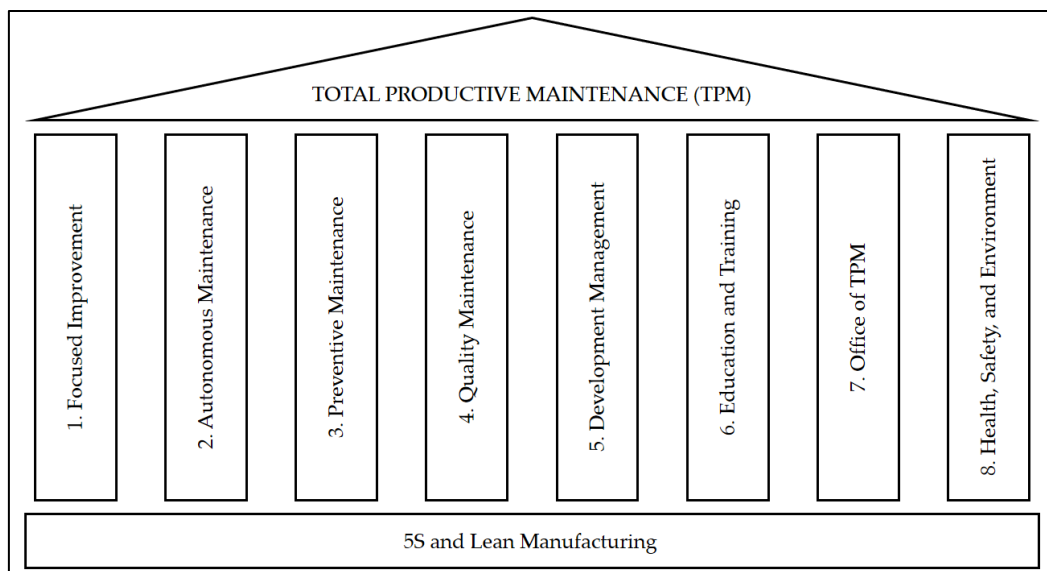 TOTAL PRODUCTIVE MAINTENANCE (TPM)
1. Focused Improvement
2. Autonomous Maintenance
3. Preventive Maintenance
4. Quality Maintenance
5. Development Management
6. Education and Training
7. Office of TPM
8. Health, Safety, and Environment
5S and Lean Manufacturing